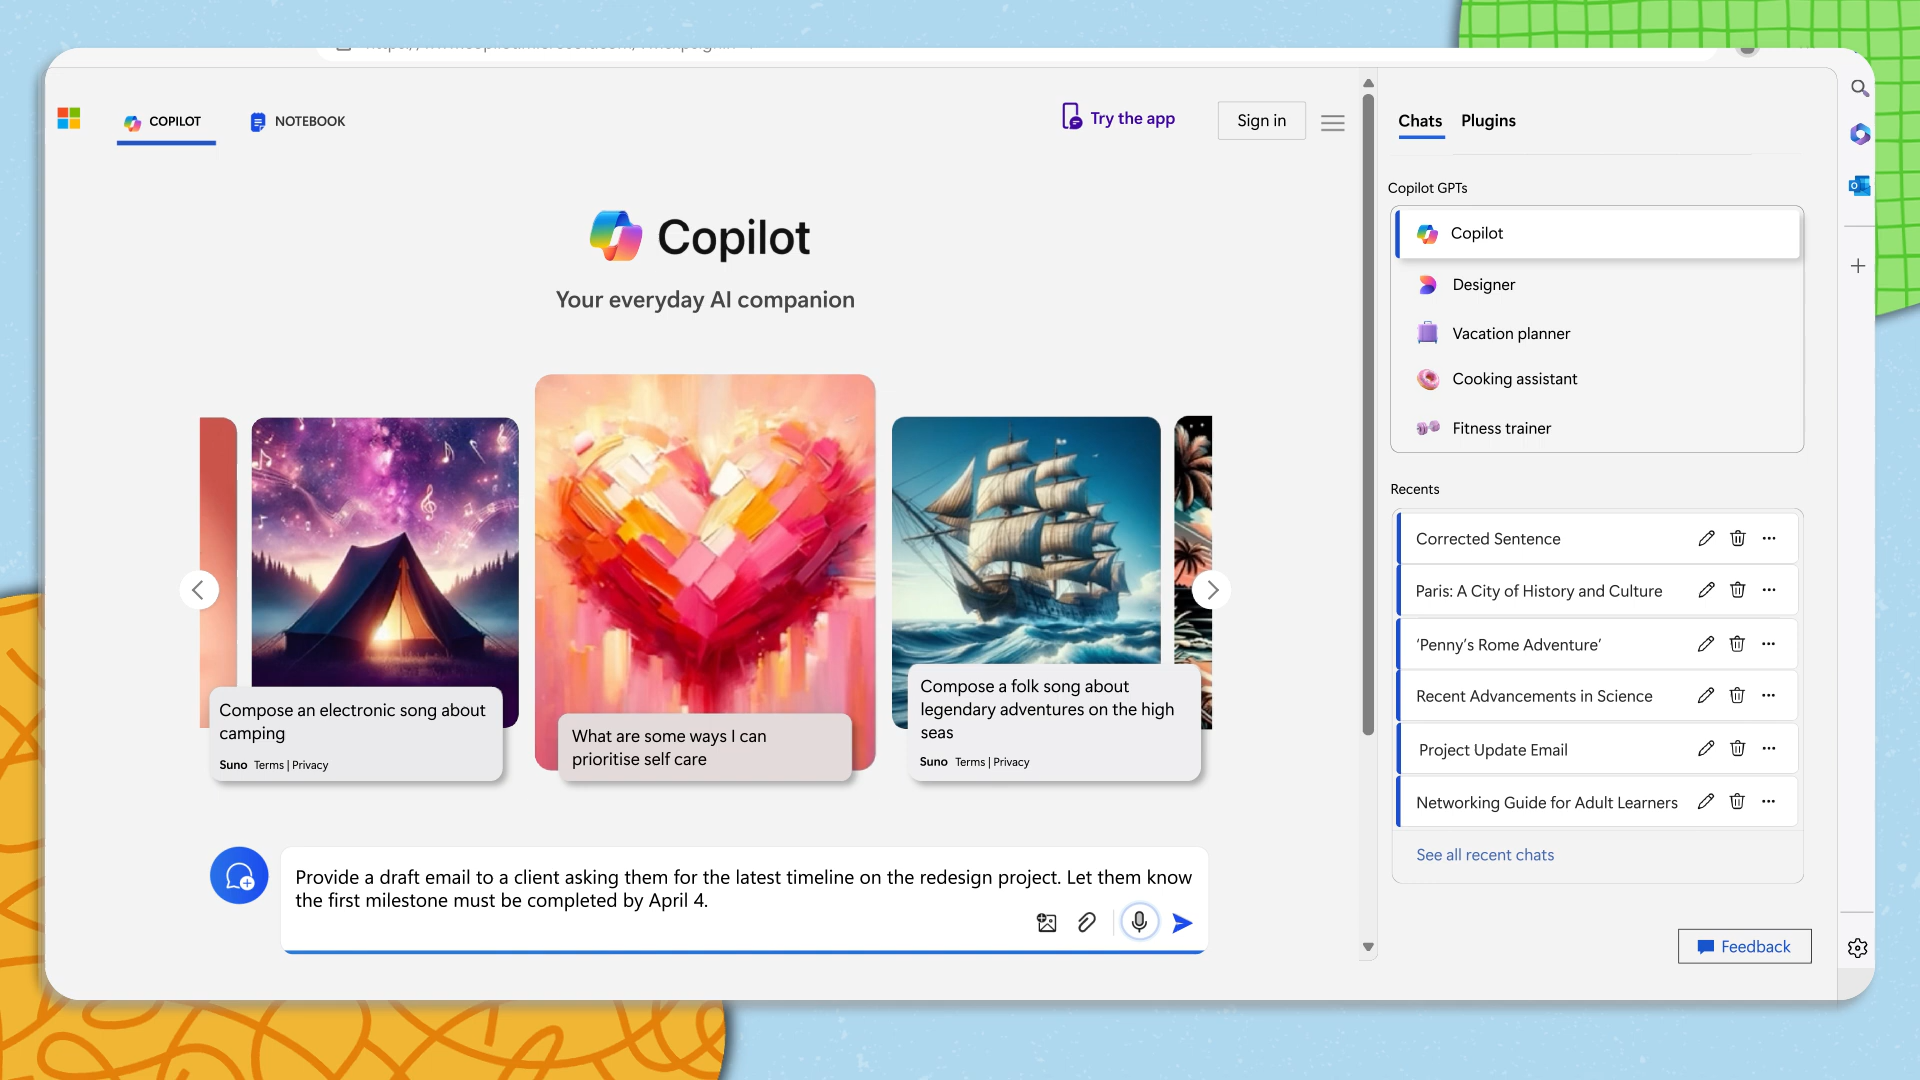 COPILOT
NOTEBOOK
Try the app
Sign in
Copilot
Your everyday AI companion
Compose an electronic song about
camping
Suno Terms | Privacy
What are some ways I can
prioritise self care
Compose a folk song about
legendary adventures on the high
seas
Suno Terms | Privacy
Provide a draft email to a client asking them for the latest timeline on the redesign project. Let them know
the first milestone must be completed by April 4.
Chats Plugins
Copilot GPTs
Copilot
Designer
Vacation planner
Cooking assistant
Fitness trainer
Recents
Corrected Sentence
Paris: A City of History and Culture
‘Penny’s Rome Adventure’
Recent Advancements in Science
Project Update Email
Networking Guide for Adult Learners
See all recent chats
Feedback